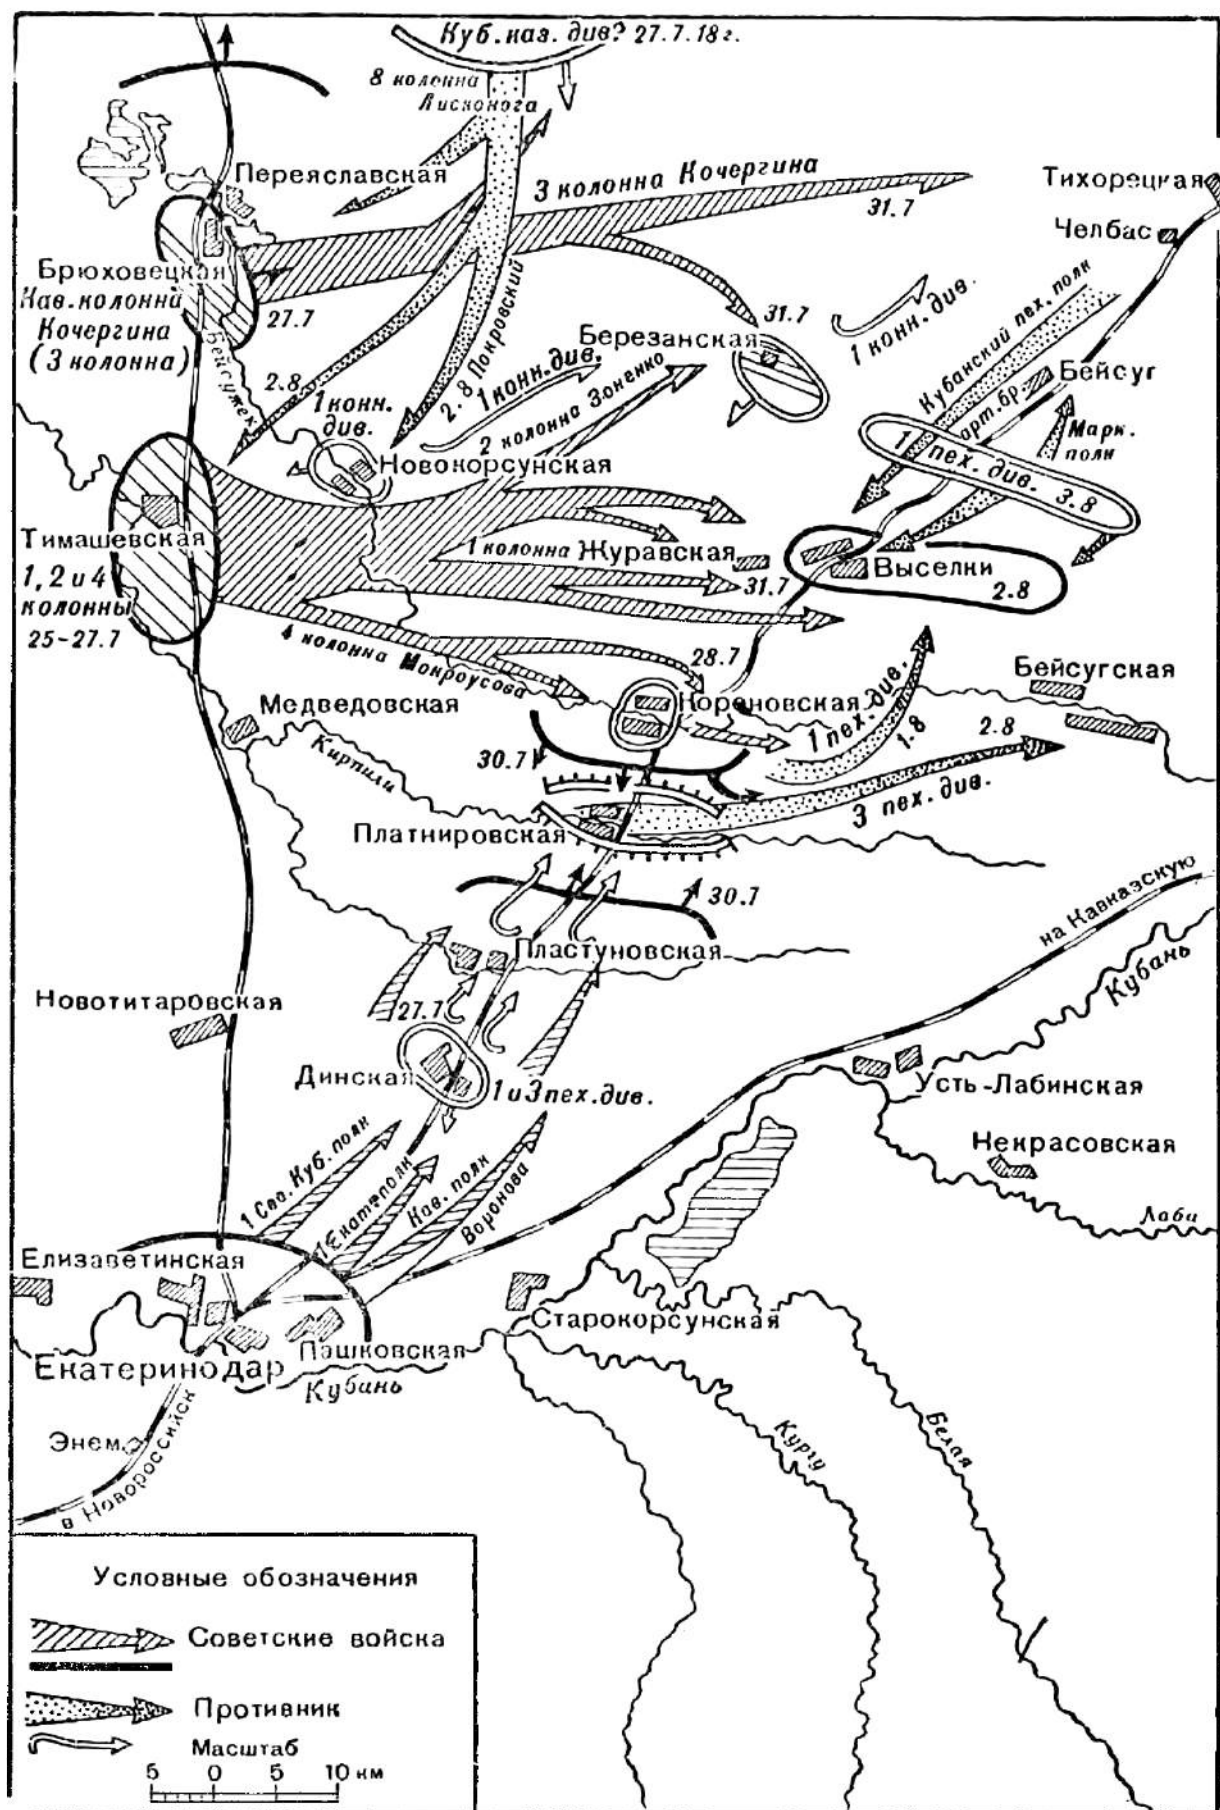 Куб.каз. див? 27.7.18г.
8 колонна
Лисконога
Переяславская
3 колонна Кочергина
31.7
Тихорецкая
Челбас
Брюховецкая
Кав.колонна
Кочергина
(3 колонна)
27.7
Бейсужек
2.8
2.8 Покровский
1 конн.
див.
1 конн.див.
2 колонна Зоненко
31.7
Березанская
1 конн. див.
Кубанский пех. полк
арт.бр.
Бейсуг
Марк.
полк
1
пех. див. 3.8
Новокорсунская
Тимашевская
1,2 и 4
колонны
25-27.7
1 колонна
Журавская
31.7
Выселки
2.8
4 колонна Мокроусова
28.7
Медведовская
Кирпили
Кореновская
1 пех. див.
1.8
Бейсугская
2.8
30.7
3 пех. див.
Платнировская
30.7
на Кавказскую
Кубань
Пластуновская
Новотитаровская
27.7
Динская
1 и 3 пех.див.
Усть-Лабинская
Некрасовская
Лаба
1 Сво. Куб. полк
1 Екат. полк
Кав. полк
Воронова
Елизаветинская
Старокорсунская
Екатеринодар
Пашковская
Кубань
Энем
в Новороссийск
Кургу
Белая
Условные обозначения
Советские войска
Противник
Масштаб
5 0 5 10 км